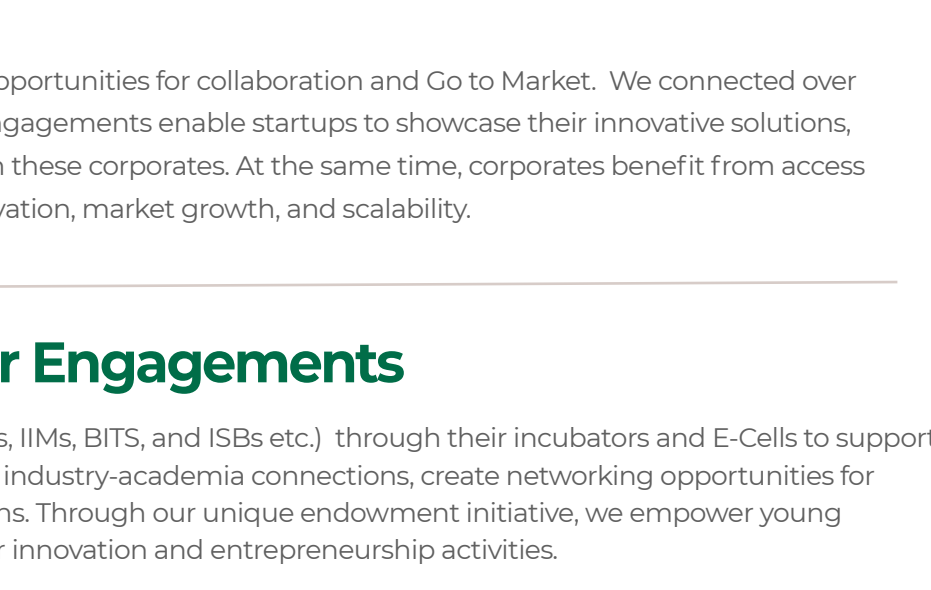 opportunities for collaboration and Go to Market. We connected over
engagements enable startups to showcase their innovative solutions,
these corporates. At the same time, corporates benefit from access
market growth, and scalability.
Engagements
IIMs, BITS, and ISBs etc.) through their incubators and E-Cells to support
industry-academia connections, create networking opportunities for
Through our unique endowment initiative, we empower young
innovation and entrepreneurship activities.